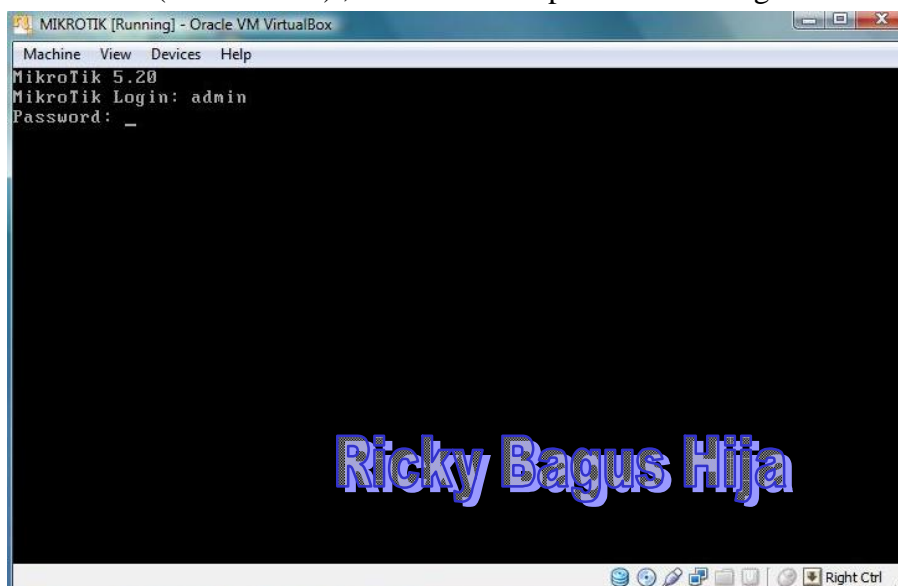 MIKROTIK [Running] - Oracle VM VirtualBox
Machine View Devices Help
MikroTik 5.20
MikroTik Login: admin
Password: _
Ricky Bagus Hija
Right Ctrl